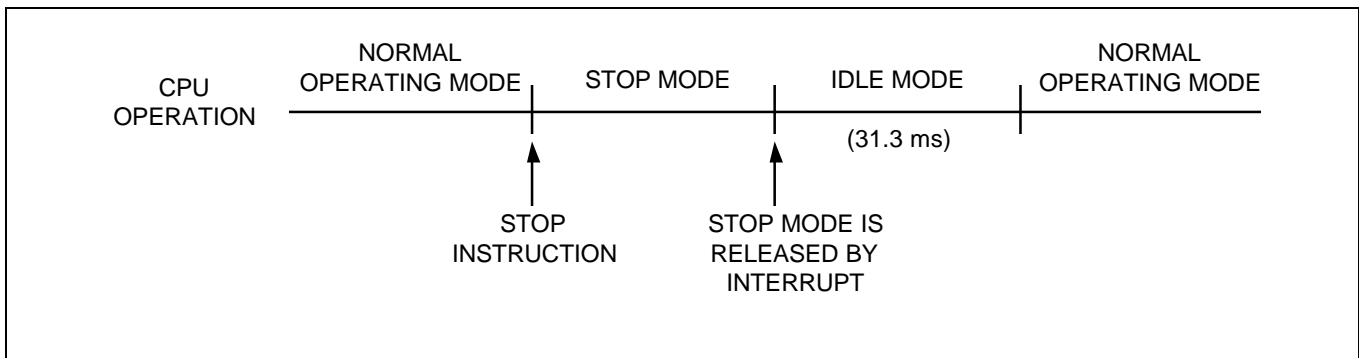 CPU
OPERATION
NORMAL
OPERATING MODE
STOP MODE
IDLE MODE
(31.3 ms)
NORMAL
OPERATING MODE
STOP
INSTRUCTION
STOP MODE IS
RELEASED BY
INTERRUPT